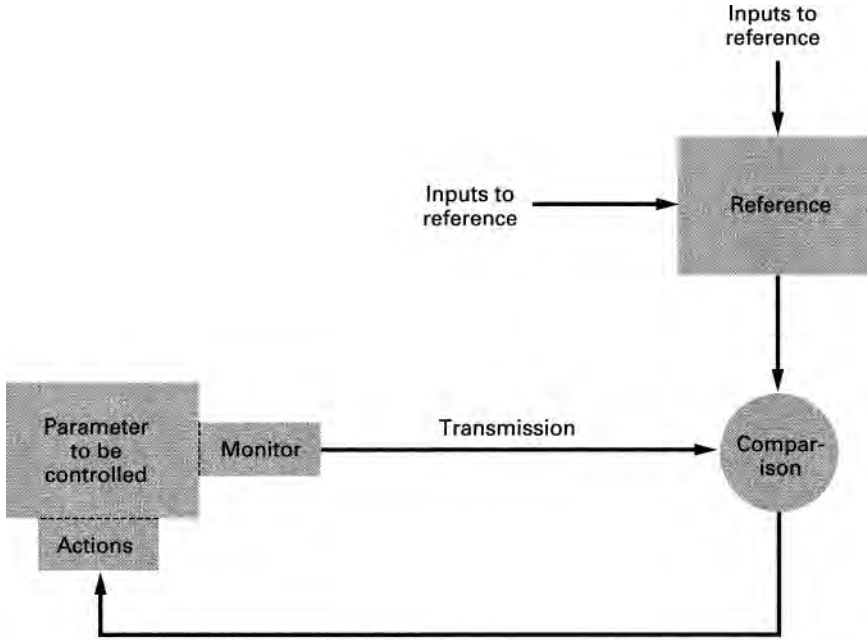 Inputs to
reference
Inputs to
reference
Reference
Parameter
to be
controlled
Monitor
Transmission
Compar-
ison
Actions